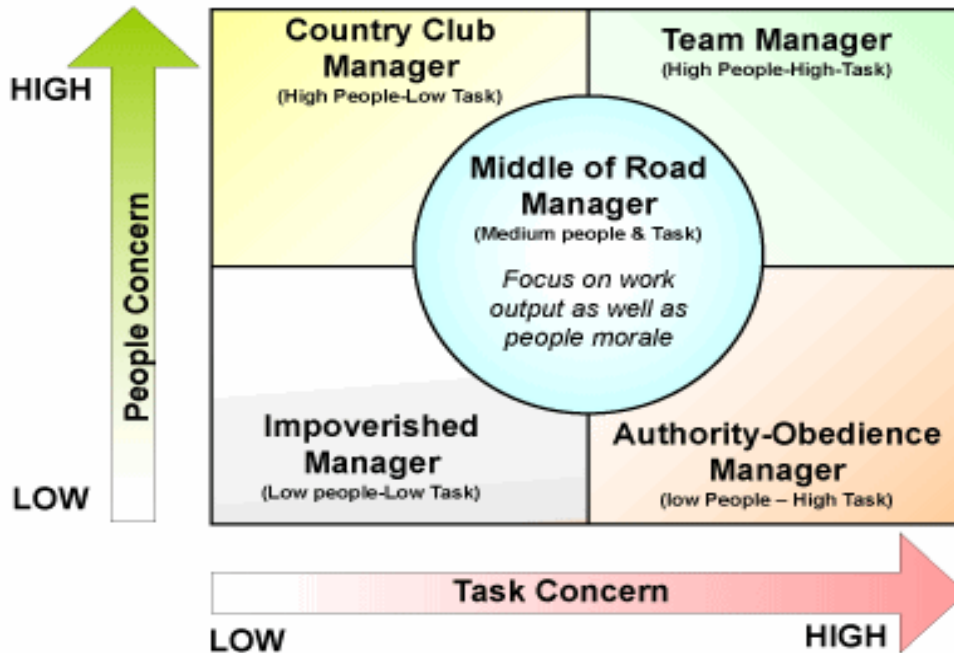 HIGH
People Concern
LOW
Country Club
Manager
(High People-Low Task)
Team Manager
(High People-High-Task)
Middle of Road
Manager
(Medium people & Task)
Focus on work
output as well as
people morale
Impoverished
Manager
(Low people-Low Task)
Authority-Obedience
Manager
(low People – High Task)
Task Concern
LOW
HIGH